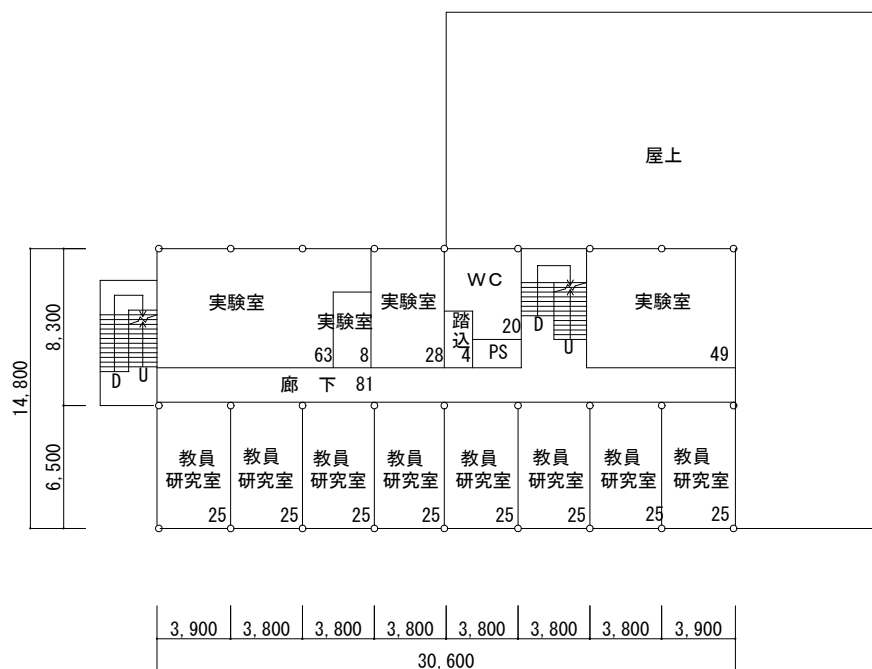 屋上
WC
実験室
実験室
実験室
実験室
踏
込
20
D
PS
U
63
8
28
4
49
D
U
廊 下 81
8,300
14,800
6,500
教員
研究室
25
教員
研究室
25
教員
研究室
25
教員
研究室
25
教員
研究室
25
教員
研究室
25
教員
研究室
25
教員
研究室
25
3,900
3,800
3,800
3,800
3,800
3,800
3,800
3,900
30,600